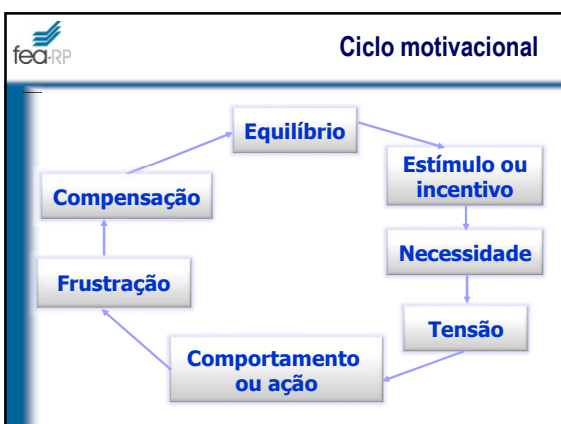 fea-RP
Ciclo motivacional
Equilíbrio
Estímulo ou
incentivo
Necessidade
Tensão
Comportamento
ou ação
Frustração
Compensação